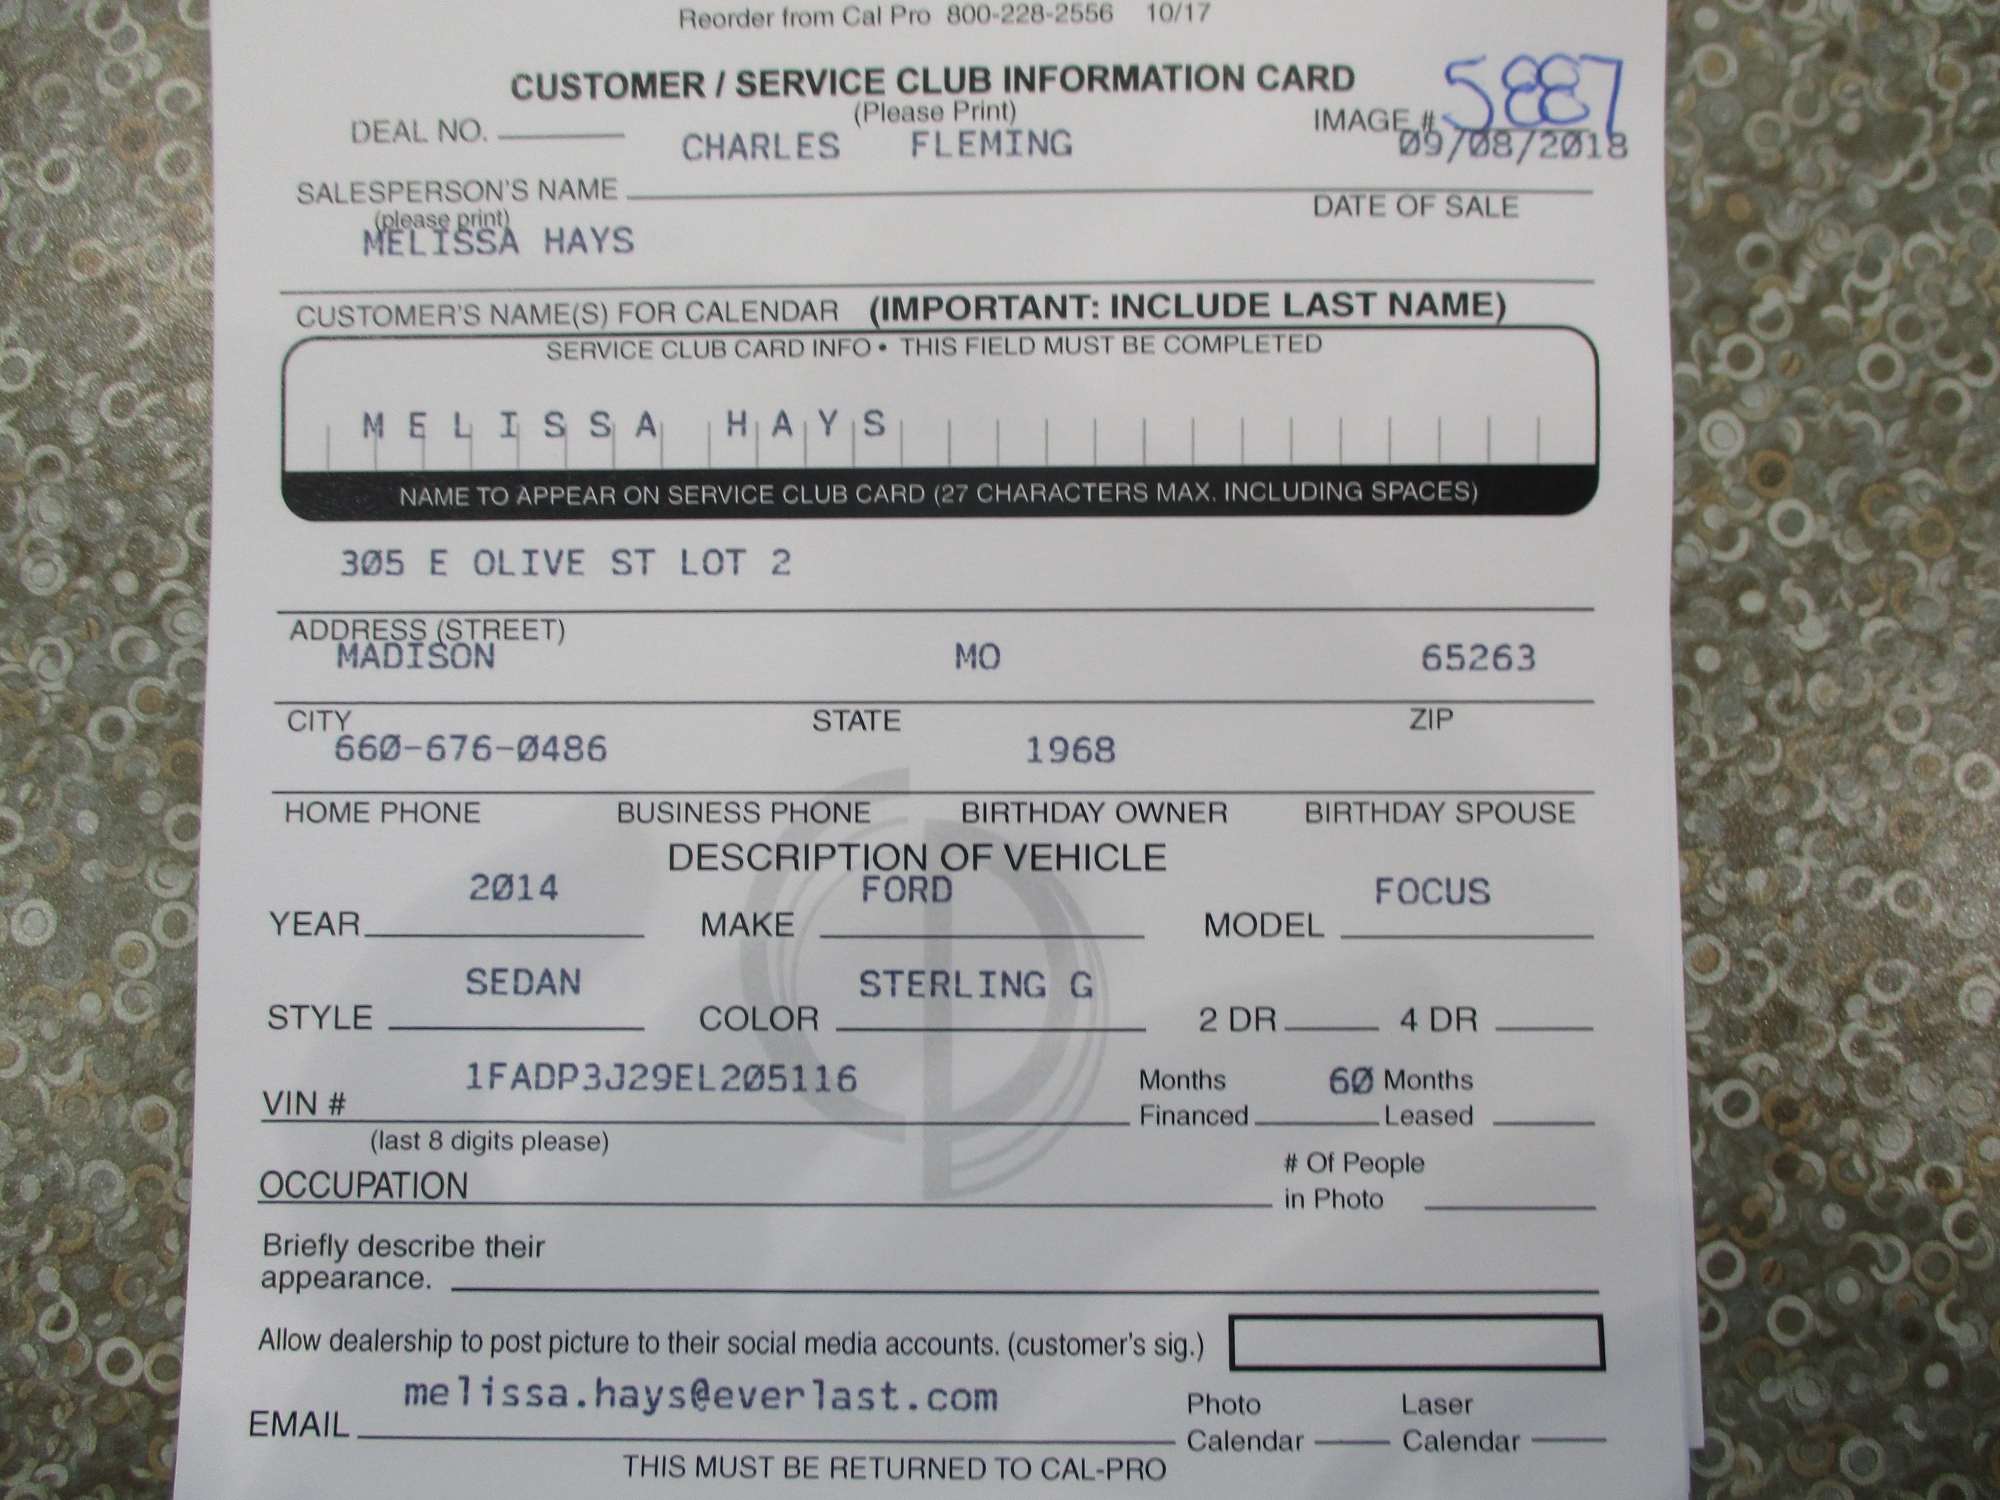 Reorder from Cal Pro 800-228-2556 10/17
CUSTOMER / SERVICE CLUB INFORMATION CARD
(Please Print)
DEAL NO. IMAGE # 5887
CHARLES FLEMING 09/08/2018
SALESPERSON'S NAME DATE OF SALE
(please print)
MELISSA HAYS
CUSTOMER'S NAME(S) FOR CALENDAR (IMPORTANT: INCLUDE LAST NAME)
SERVICE CLUB CARD INFO • THIS FIELD MUST BE COMPLETED
MELISSA HAYS
NAME TO APPEAR ON SERVICE CLUB CARD (27 CHARACTERS MAX. INCLUDING SPACES)
305 E OLIVE ST LOT 2
ADDRESS (STREET)
MADISON MO 65263
CITY STATE ZIP
660-676-0486 1968
HOME PHONE BUSINESS PHONE BIRTHDAY OWNER BIRTHDAY SPOUSE
DESCRIPTION OF VEHICLE
2014 FORD FOCUS
YEAR MAKE MODEL
SEDAN STERLING G
STYLE COLOR 2 DR 4 DR
1FADP3J29EL205116 Months 60 Months
VIN # Financed Leased
(last 8 digits please)
# Of People
OCCUPATION in Photo
Briefly describe their
appearance.
Allow dealership to post picture to their social media accounts. (customer's sig.)
melissa.hays@everlast.com Photo Laser
EMAIL Calendar Calendar
THIS MUST BE RETURNED TO CAL-PRO